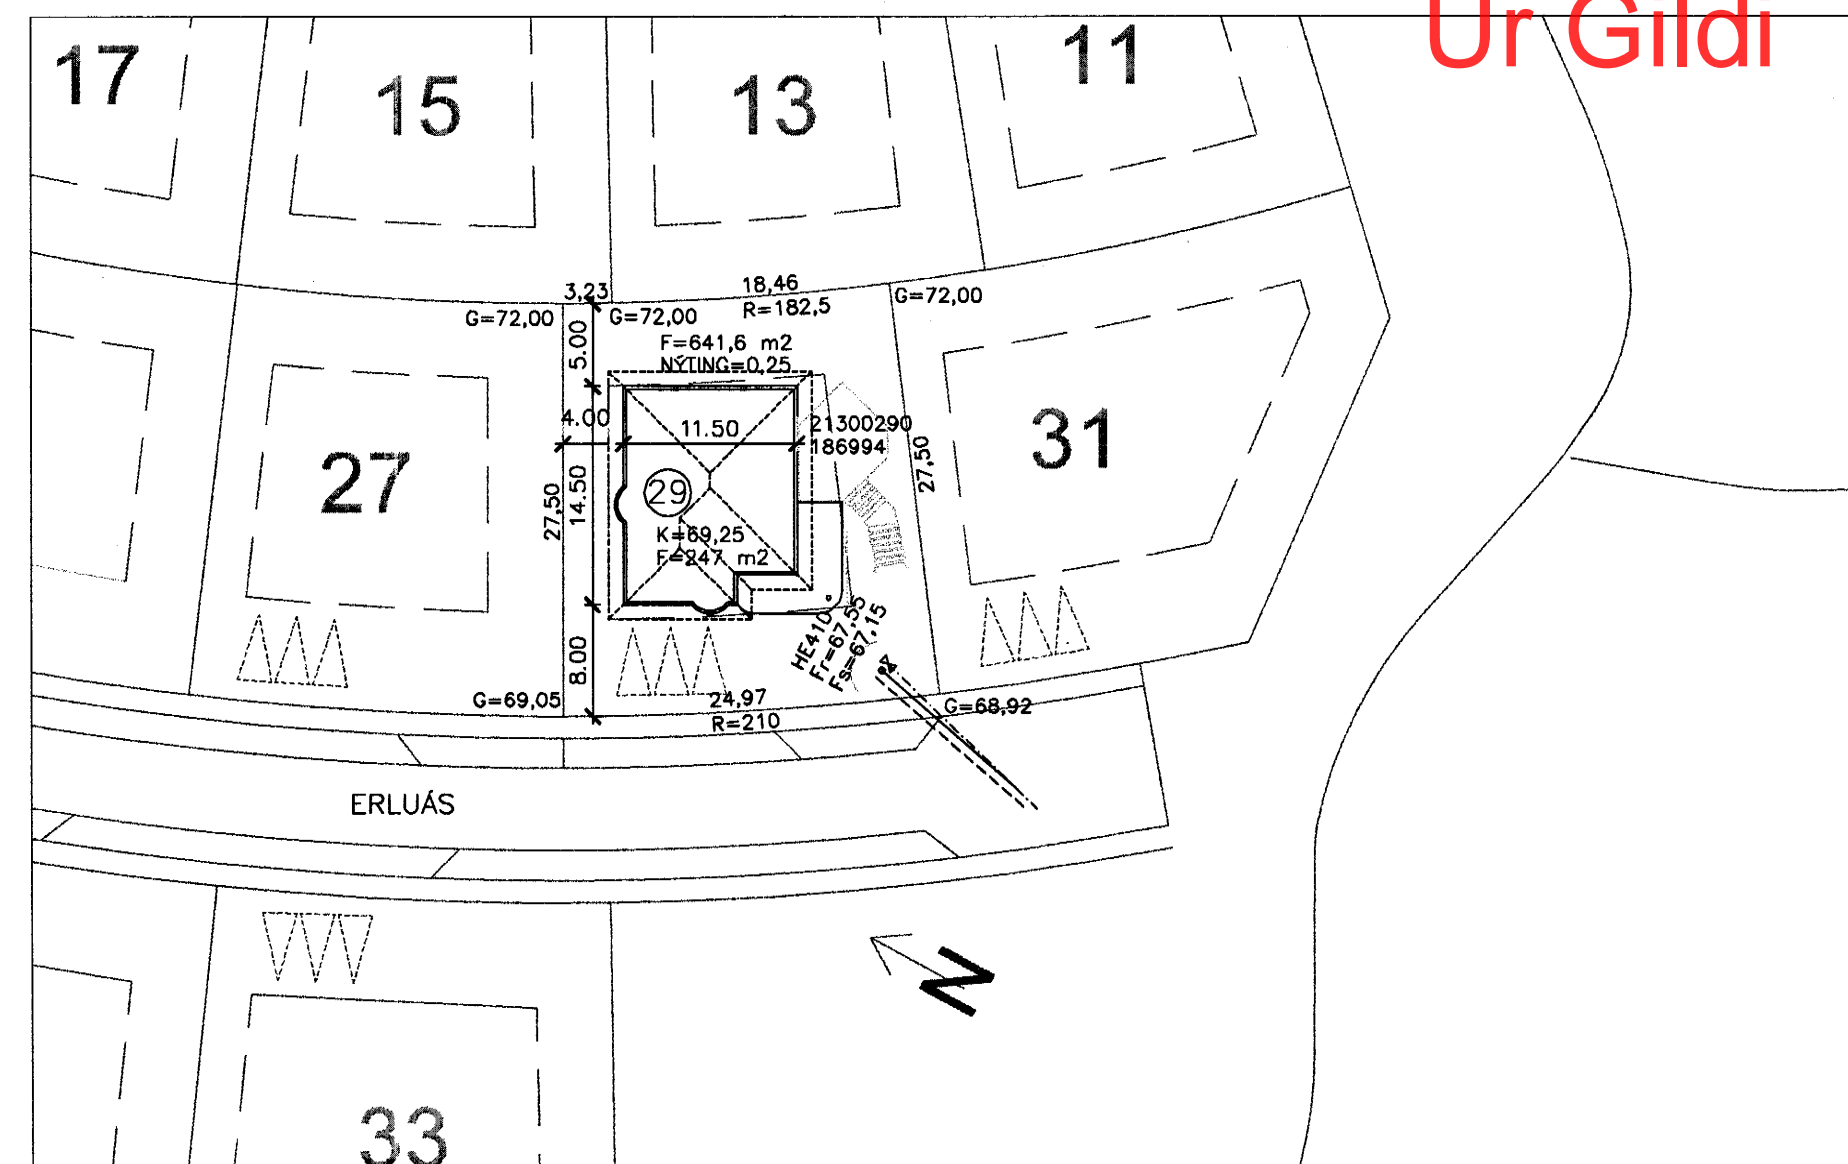 Úr Gildi
17
15
13
11
3,23
18,46
G=72,00
G=72,00
R=182,5
G=72,00
F=641,6 m2
NÝTING=0,25
5.00
4.00
11.50
21300290
186994
27
29
31
27,50
14.50
27,50
K=69,25
F=247 m2
HE410
Fr=67,55
Fs=67,15
8.00
G=69,05
24,97
R=210
G=68,92
ERLUÁS
N
33